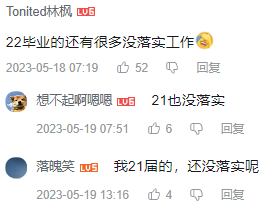 Tonited林枫 LV5
22毕业的还有很多没落实工作
2023-05-18 07:19 52 回复
想不起啊嗯嗯 LV5 21也没落实
2023-05-19 07:51 6 回复
落魄笑 LV5 我21届的，还没落实呢
2023-05-19 13:16 4 回复